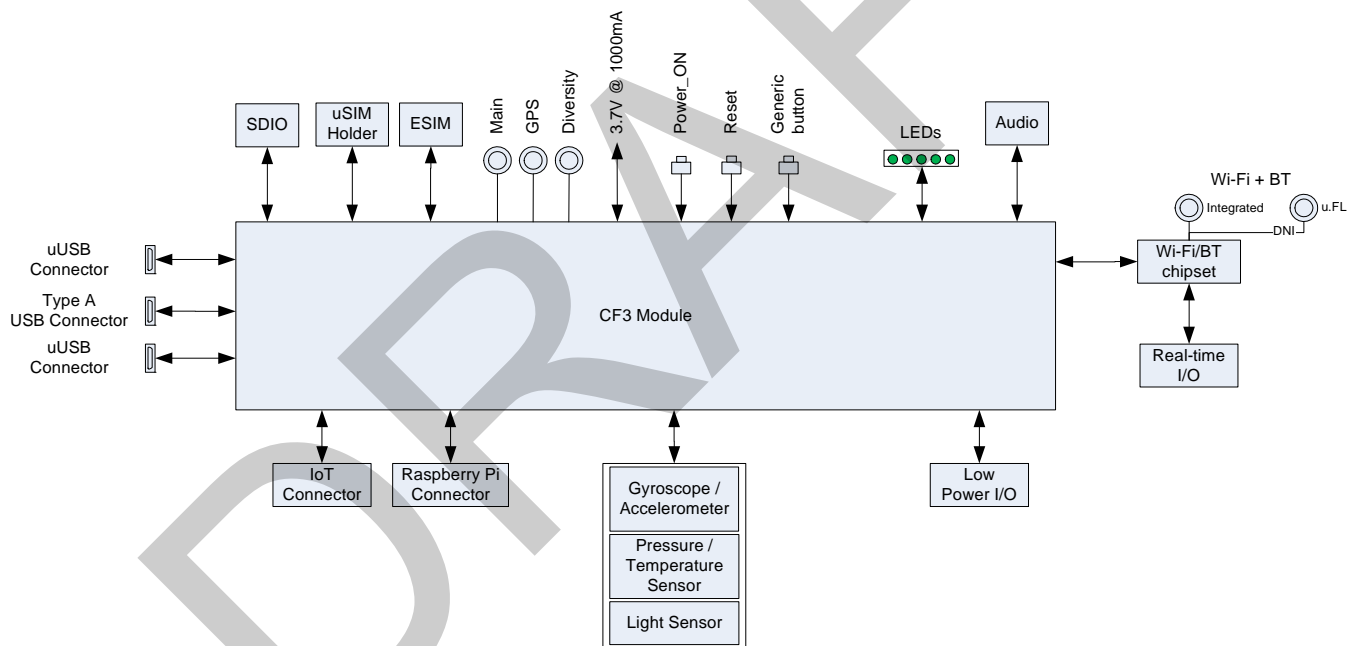 SDIO
uSIM
Holder
ESIM
Main
GPS
Diversity
3.7V @ 1000mA
Power_ON
Reset
Generic
button
LEDs
Audio
Wi-Fi + BT
Integrated
u.FL
DNI
Wi-Fi/BT
chipset
Real-time
I/O
uUSB
Connector
Type A
USB Connector
uUSB
Connector
CF3 Module
IoT
Connector
Raspberry Pi
Connector
Gyroscope /
Accelerometer
Pressure /
Temperature
Sensor
Light Sensor
Low
Power I/O
DRAF